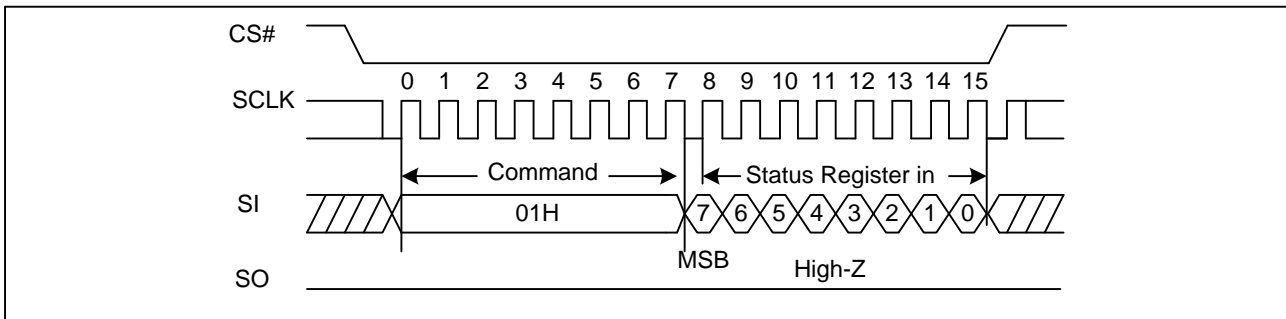 CS#
0 1 2 3 4 5 6 7 8 9 10 11 12 13 14 15
SCLK
Command Status Register in
SI 01H 7 6 5 4 3 2 1 0
MSB High-Z
SO